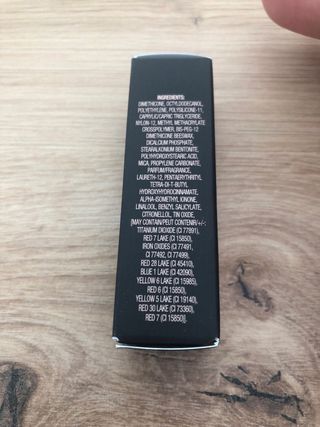 INGREDIENTS:
DIMETHICONE, OCTYLDODECANOL,
POLYETHYLENE, POLYSILICONE-11,
CAPRYLIC/CAPRIC TRIGLYCERIDE,
NYLON-12, METHYL METHACRYLATE
CROSSPOLYMER, BIS-PEG-12
DIMETHICONE BEESWAX,
DICALCIUM PHOSPHATE,
STEARALKONIUM BENTONITE,
POLYHYDROXYSTEARIC ACID,
MICA, PROPYLENE CARBONATE,
PARFUM/FRAGRANCE,
LAURETH-12, PENTAERYTHRITYL
TETRA-DI-T-BUTYL
HYDROXYHYDROCINNAMATE,
ALPHA-ISOMETHYL IONONE,
LINALOOL, BENZYL SALICYLATE,
CITRONELLOL, TIN OXIDE,
[MAY CONTAIN/PEUT CONTENIR/+/-:
TITANIUM DIOXIDE (CI 77891),
RED 7 LAKE (CI 15850),
IRON OXIDES (CI 77491,
CI 77492, CI 77499),
RED 28 LAKE (CI 45410),
BLUE 1 LAKE (CI 42090),
YELLOW 6 LAKE (CI 15985),
RED 6 (CI 15850),
YELLOW 5 LAKE (CI 19140),
RED 30 LAKE (CI 73360),
RED 7 (CI 15850)].